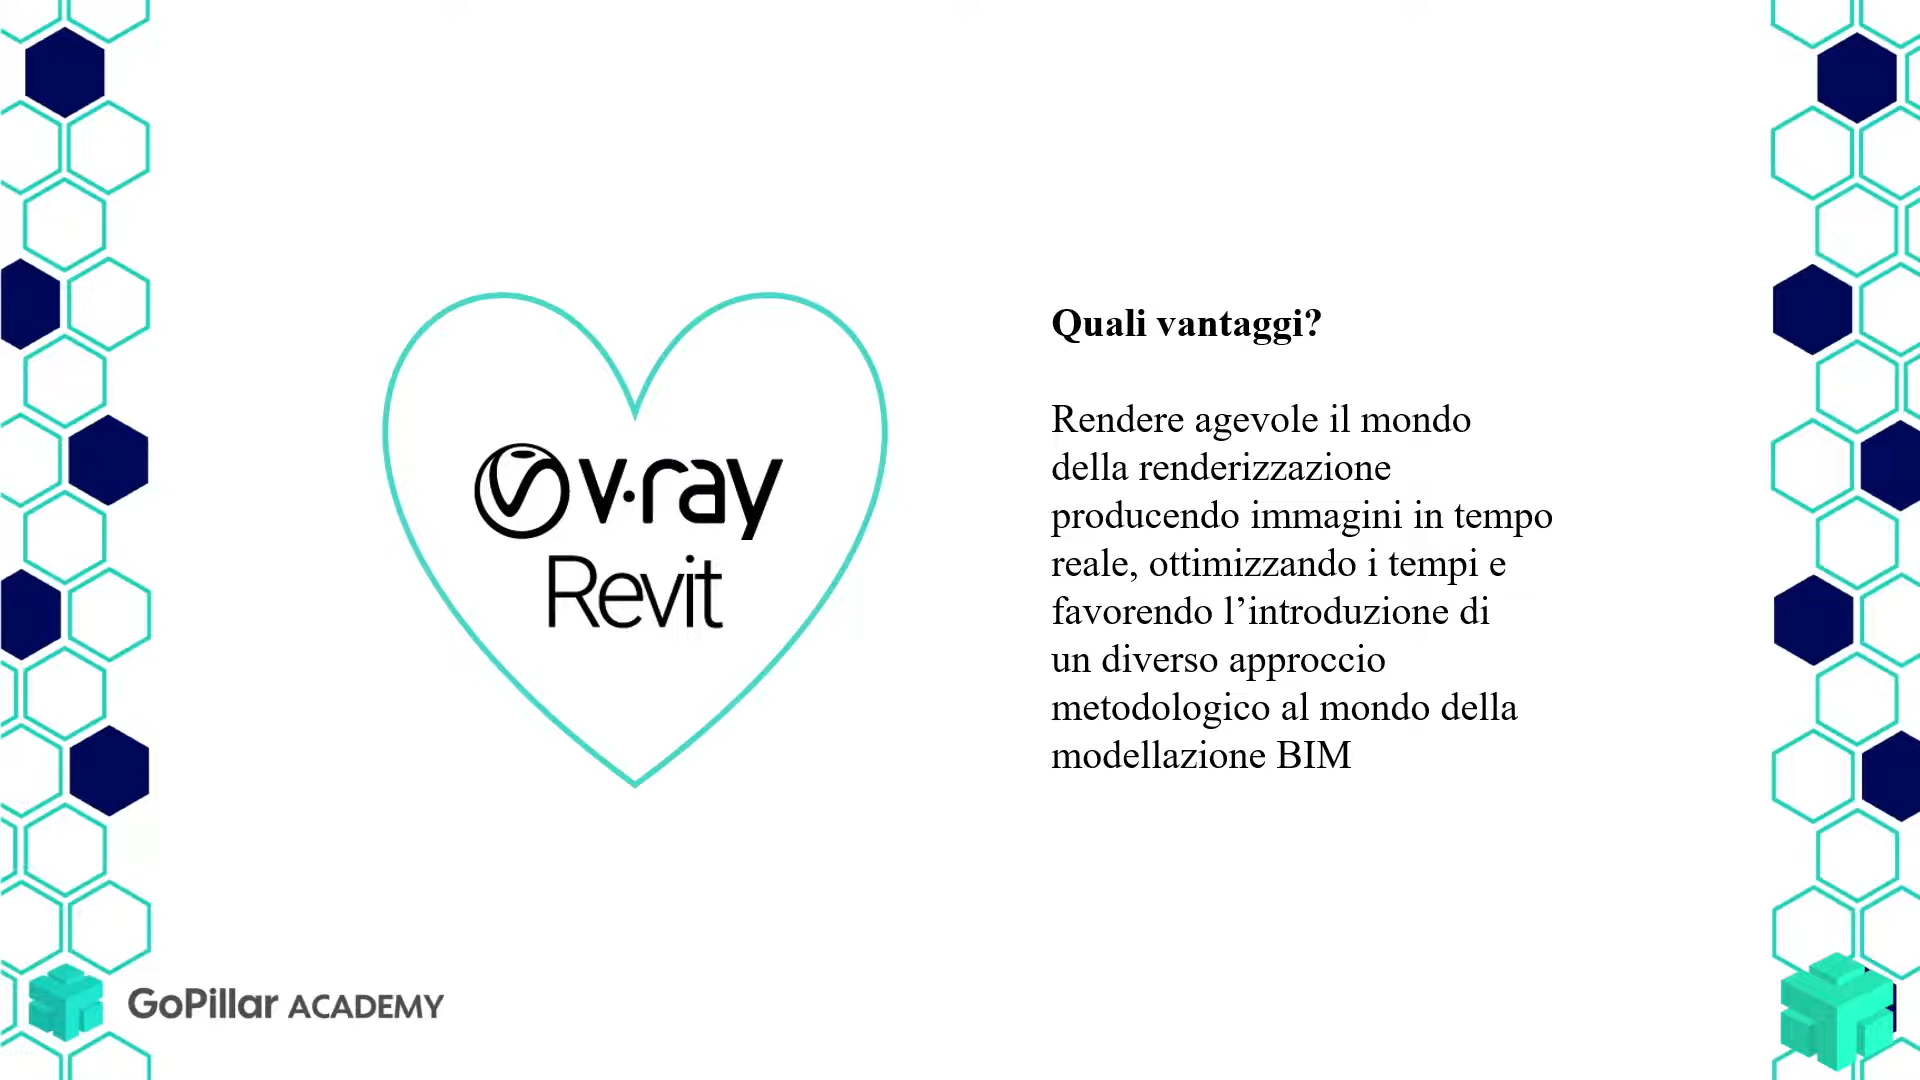 v·ray
Revit
Quali vantaggi?
Rendere agevole il mondo
della renderizzazione
producendo immagini in tempo
reale, ottimizzando i tempi e
favorendo l’introduzione di
un diverso approccio
metodologico al mondo della
modellazione BIM
GoPillar ACADEMY